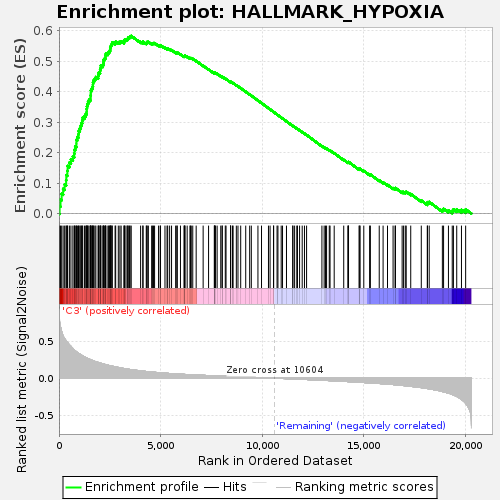 Enrichment plot: HALLMARK_HYPOXIA
Enrichment score (ES)
0.6
0.5
0.4
0.3
0.2
0.1
0.0
'C3' (positively correlated)
Ranked list metric (Signal2Noise)
0.5
0.0
-0.5
Zero cross at 10604
'Remaining' (negatively correlated)
0
5,000
10,000
15,000
20,000
Rank in Ordered Dataset
Enrichment profile
Hits
Ranking metric scores